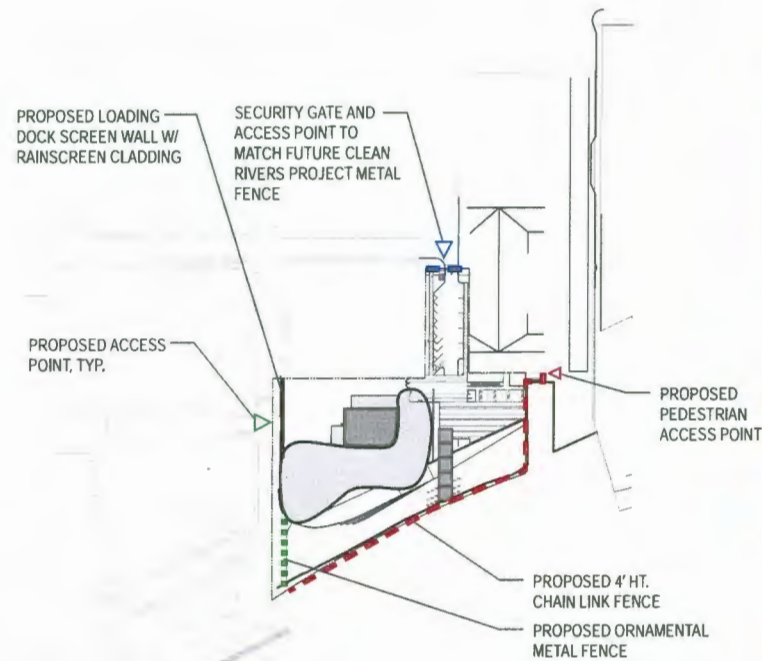 PROPOSED LOADING
DOCK SCREEN WALL W/
RAINSCREEN CLADDING
SECURITY GATE AND
ACCESS POINT TO
MATCH FUTURE CLEAN
RIVERS PROJECT METAL
FENCE
PROPOSED ACCESS
POINT, TYP.
PROPOSED
PEDESTRIAN
ACCESS POINT
PROPOSED 4' HT.
CHAIN LINK FENCE
PROPOSED ORNAMENTAL
METAL FENCE